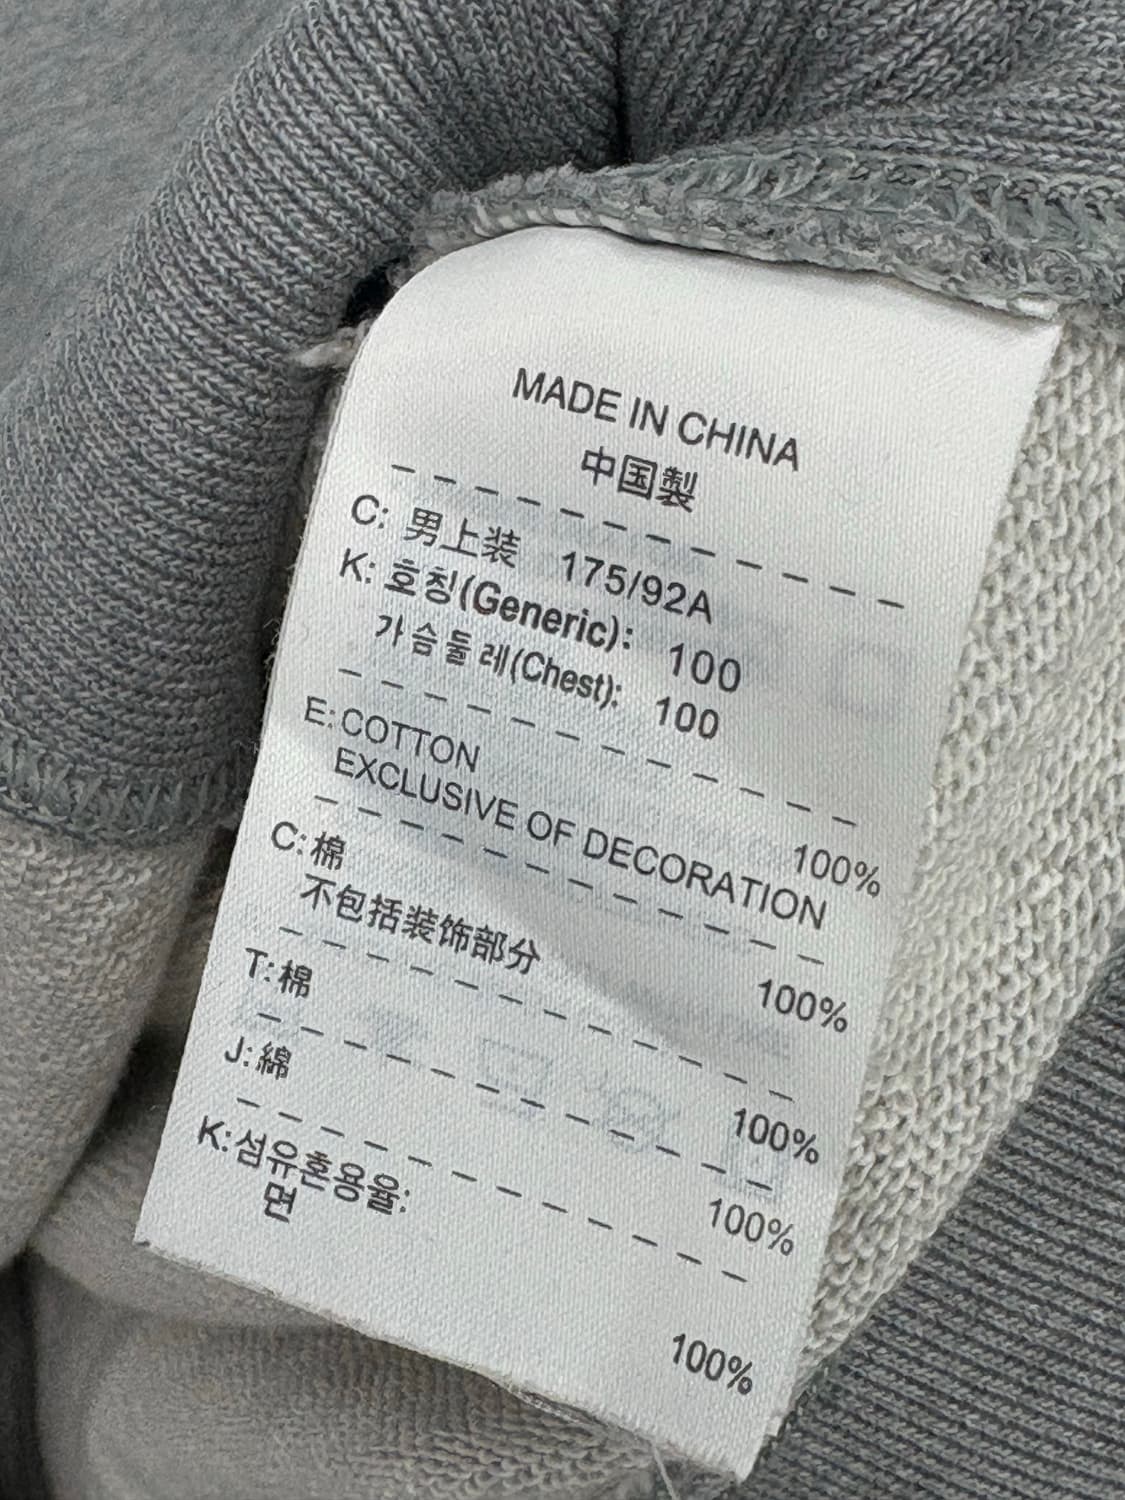 MADE IN CHINA
中国製
C: 男上装 175/92A
K: 호칭(Generic): 100
가슴둘레(Chest): 100
E: COTTON 100%
EXCLUSIVE OF DECORATION
C: 棉 100%
不包括装饰部分
T: 棉 100%
J: 綿 100%
K: 섬유혼용율:
면 100%